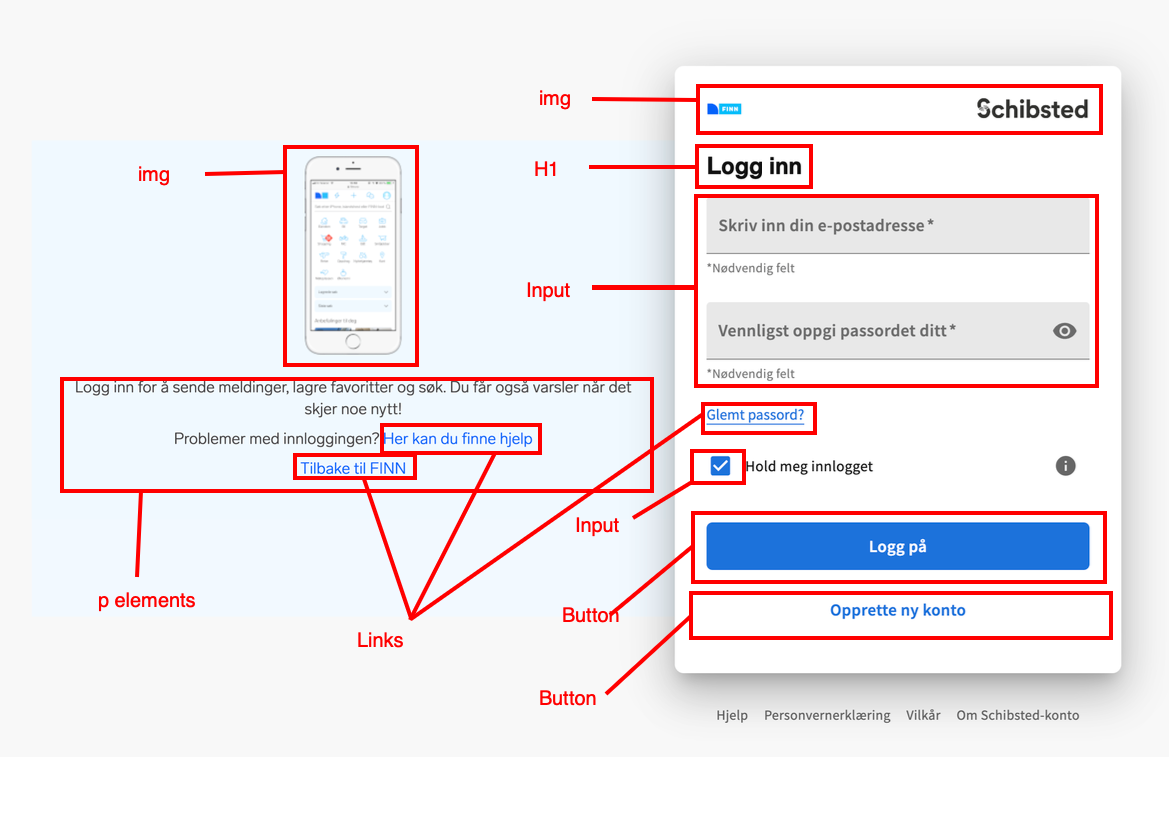 img
img
H1
Input
Input
Button
Button
p elements
Links
Logg inn for å sende meldinger, lagre favoritter og søk. Du får også varsler når det
skjer noe nytt!
Problemer med innloggingen? Her kan du finne hjelp
Tilbake til FINN
FINN
Schibsted
Logg inn
Skriv inn din e-postadresse*
*Nødvendig felt
Vennligst oppgi passordet ditt*
*Nødvendig felt
Glemt passord?
Hold meg innlogget
Logg på
Opprette ny konto
Hjelp Personvernerklæring Vilkår Om Schibsted-konto